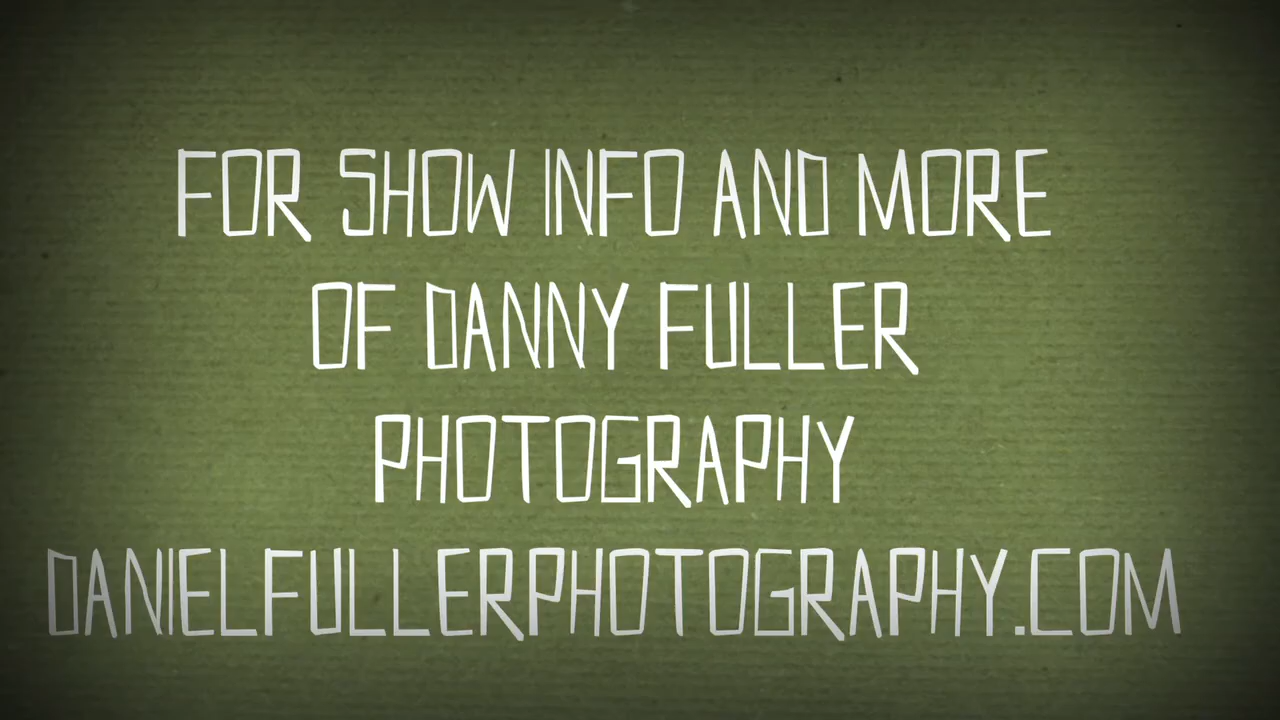 FOR SHOW INFO AND MORE
OF DANNY FULLER
PHOTOGRAPHY
DANIELFULLERPHOTOGRAPHY.COM